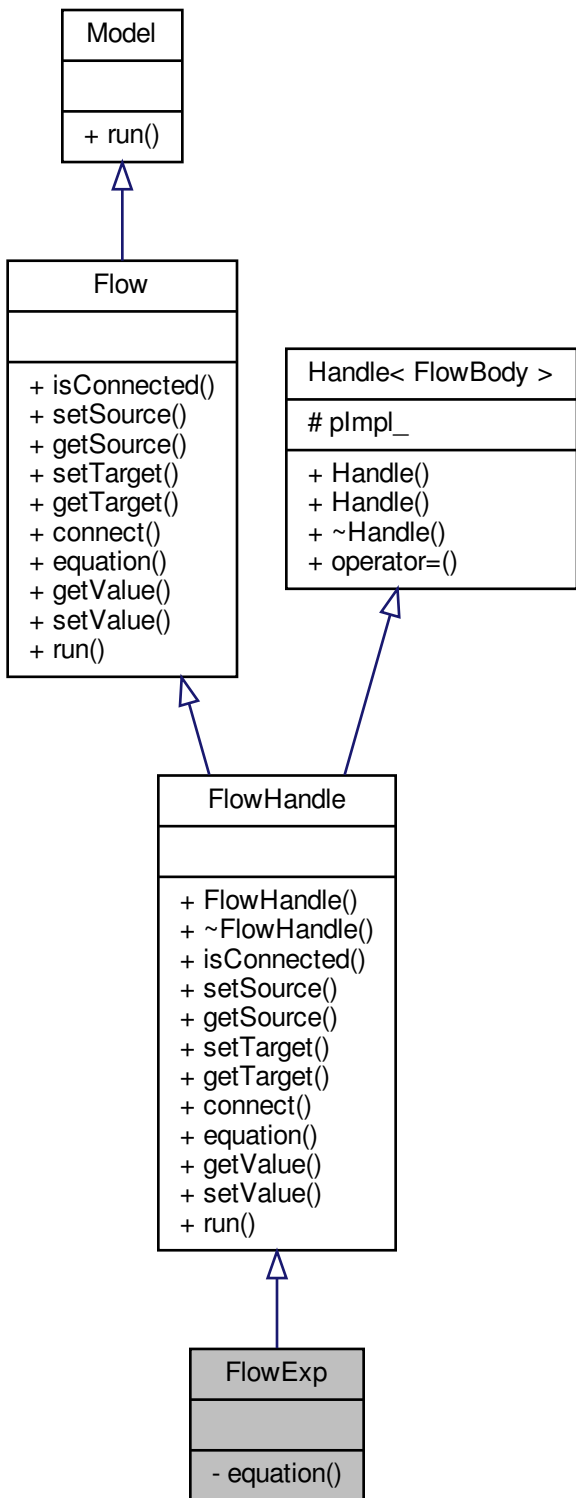 Model
+ run()
Flow
+ isConnected()
+ setSource()
+ getSource()
+ setTarget()
+ getTarget()
+ connect()
+ equation()
+ getValue()
+ setValue()
+ run()
Handle< FlowBody >
# pImpl_
+ Handle()
+ Handle()
+ ~Handle()
+ operator=()
FlowHandle
+ FlowHandle()
+ ~FlowHandle()
+ isConnected()
+ setSource()
+ getSource()
+ setTarget()
+ getTarget()
+ connect()
+ equation()
+ getValue()
+ setValue()
+ run()
FlowExp
- equation()